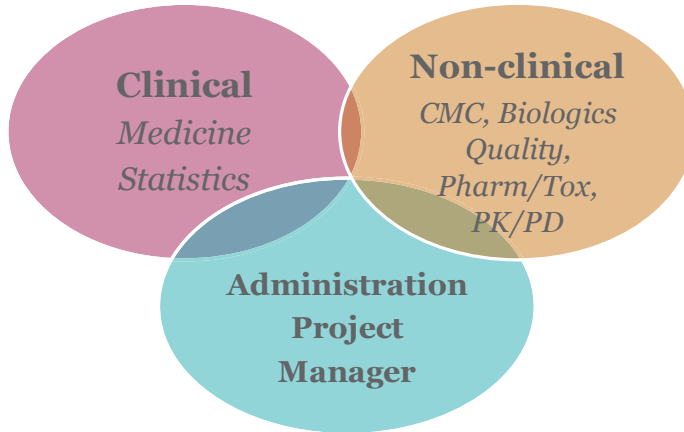 Clinical
Medicine
Statistics
Non-clinical
CMC, Biologics
Quality,
Pharm/Tox,
PK/PD
Administration
Project
Manager